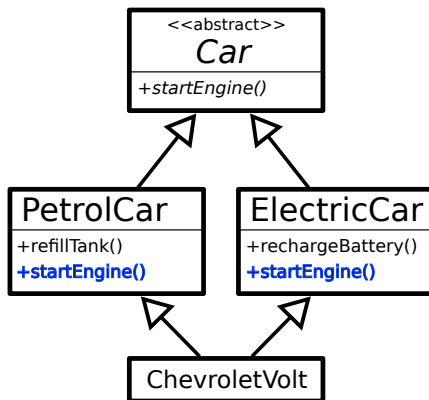 <<abstract>>
Car
+startEngine()
PetrolCar
+refillTank()
+startEngine()
ElectricCar
+rechargeBattery()
+startEngine()
ChevroletVolt